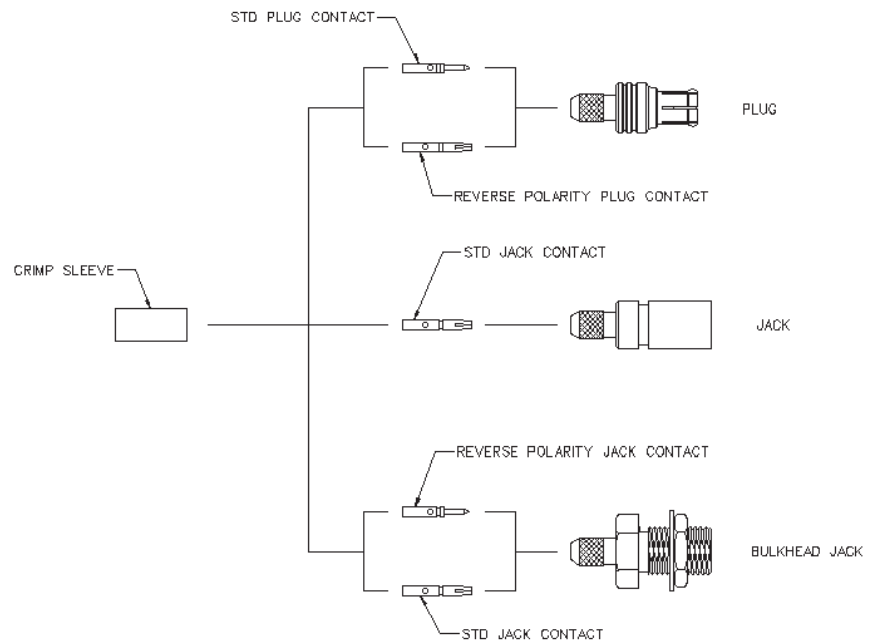 STD PLUG CONTACT
PLUG
REVERSE POLARITY PLUG CONTACT
STD JACK CONTACT
CRIMP SLEEVE
JACK
REVERSE POLARITY JACK CONTACT
BULKHEAD JACK
STD JACK CONTACT